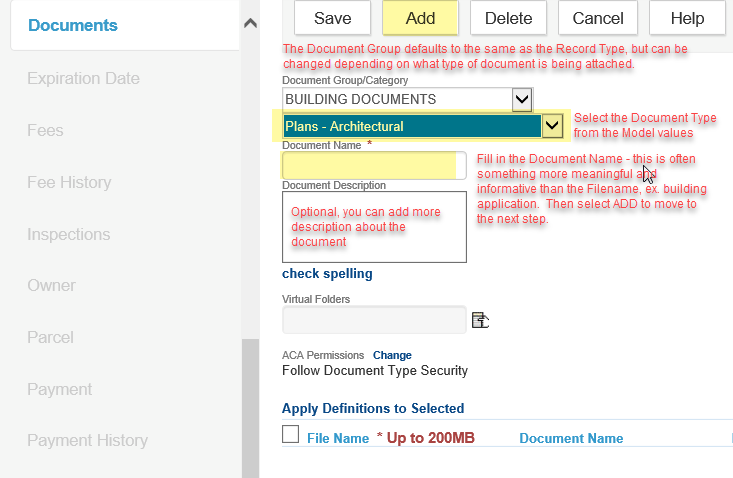 Documents
Expiration Date
Fees
Fee History
Inspections
Owner
Parcel
Payment
Payment History
Save Add Delete Cancel Help
The Document Group defaults to the same as the Record Type, but can be
changed depending on what type of document is being attached.
Document Group/Category
BUILDING DOCUMENTS
Plans - Architectural
Select the Document Type
from the Model values
Document Name *
Fill in the Document Name - this is often
something more meaningful and
informative than the Filename, ex. building
application. Then select ADD to move to
the next step.
Document Description
Optional, you can add more
description about the
document
check spelling
Virtual Folders
ACA Permissions Change
Follow Document Type Security
Apply Definitions to Selected
File Name * Up to 200MB Document Name